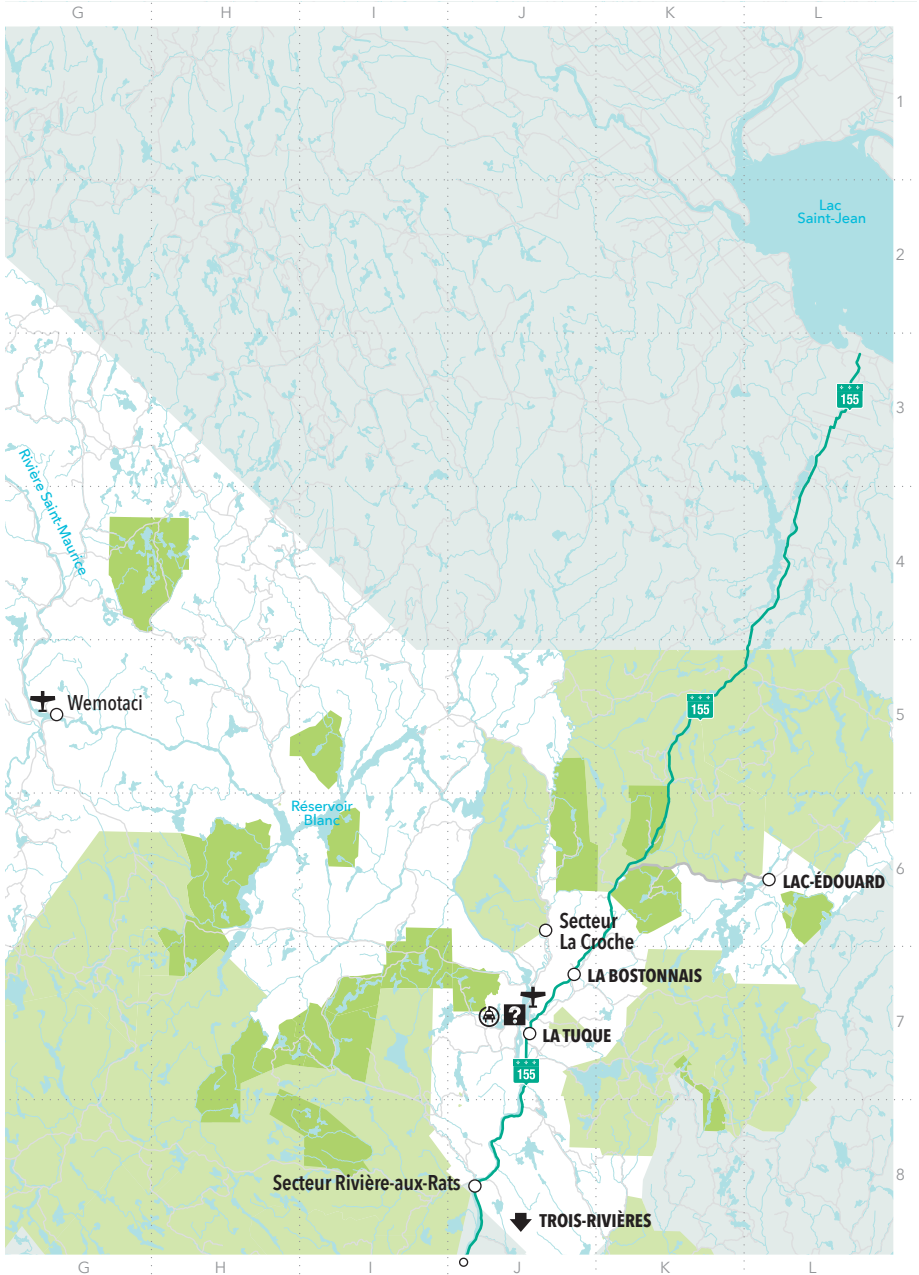 G H I J K L
1
Lac
Saint-Jean
2
155
3
Rivière Saint-Maurice
4
Wemotaci
155
5
Réservoir
Blanc
6
LAC-ÉDOUARD
Secteur
La Croche
LA BOSTONNAIS
?
7
LA TUQUE
155
Secteur Rivière-aux-Rats
8
TROIS-RIVIÈRES
G H I J K L